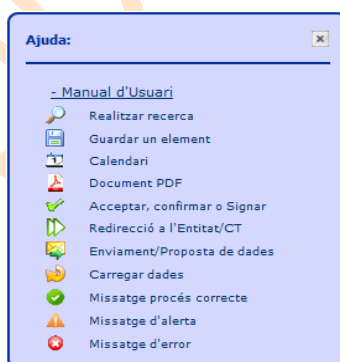 Ajuda:
- Manual d'Usuari
Realitzar recerca
Guardar un element
Calendari
Document PDF
Acceptar, confirmar o Signar
Redirecció a l'Entitat/CT
Enviament/Proposta de dades
Carregar dades
Missatge procés correcte
Missatge d'alerta
Missatge d'error